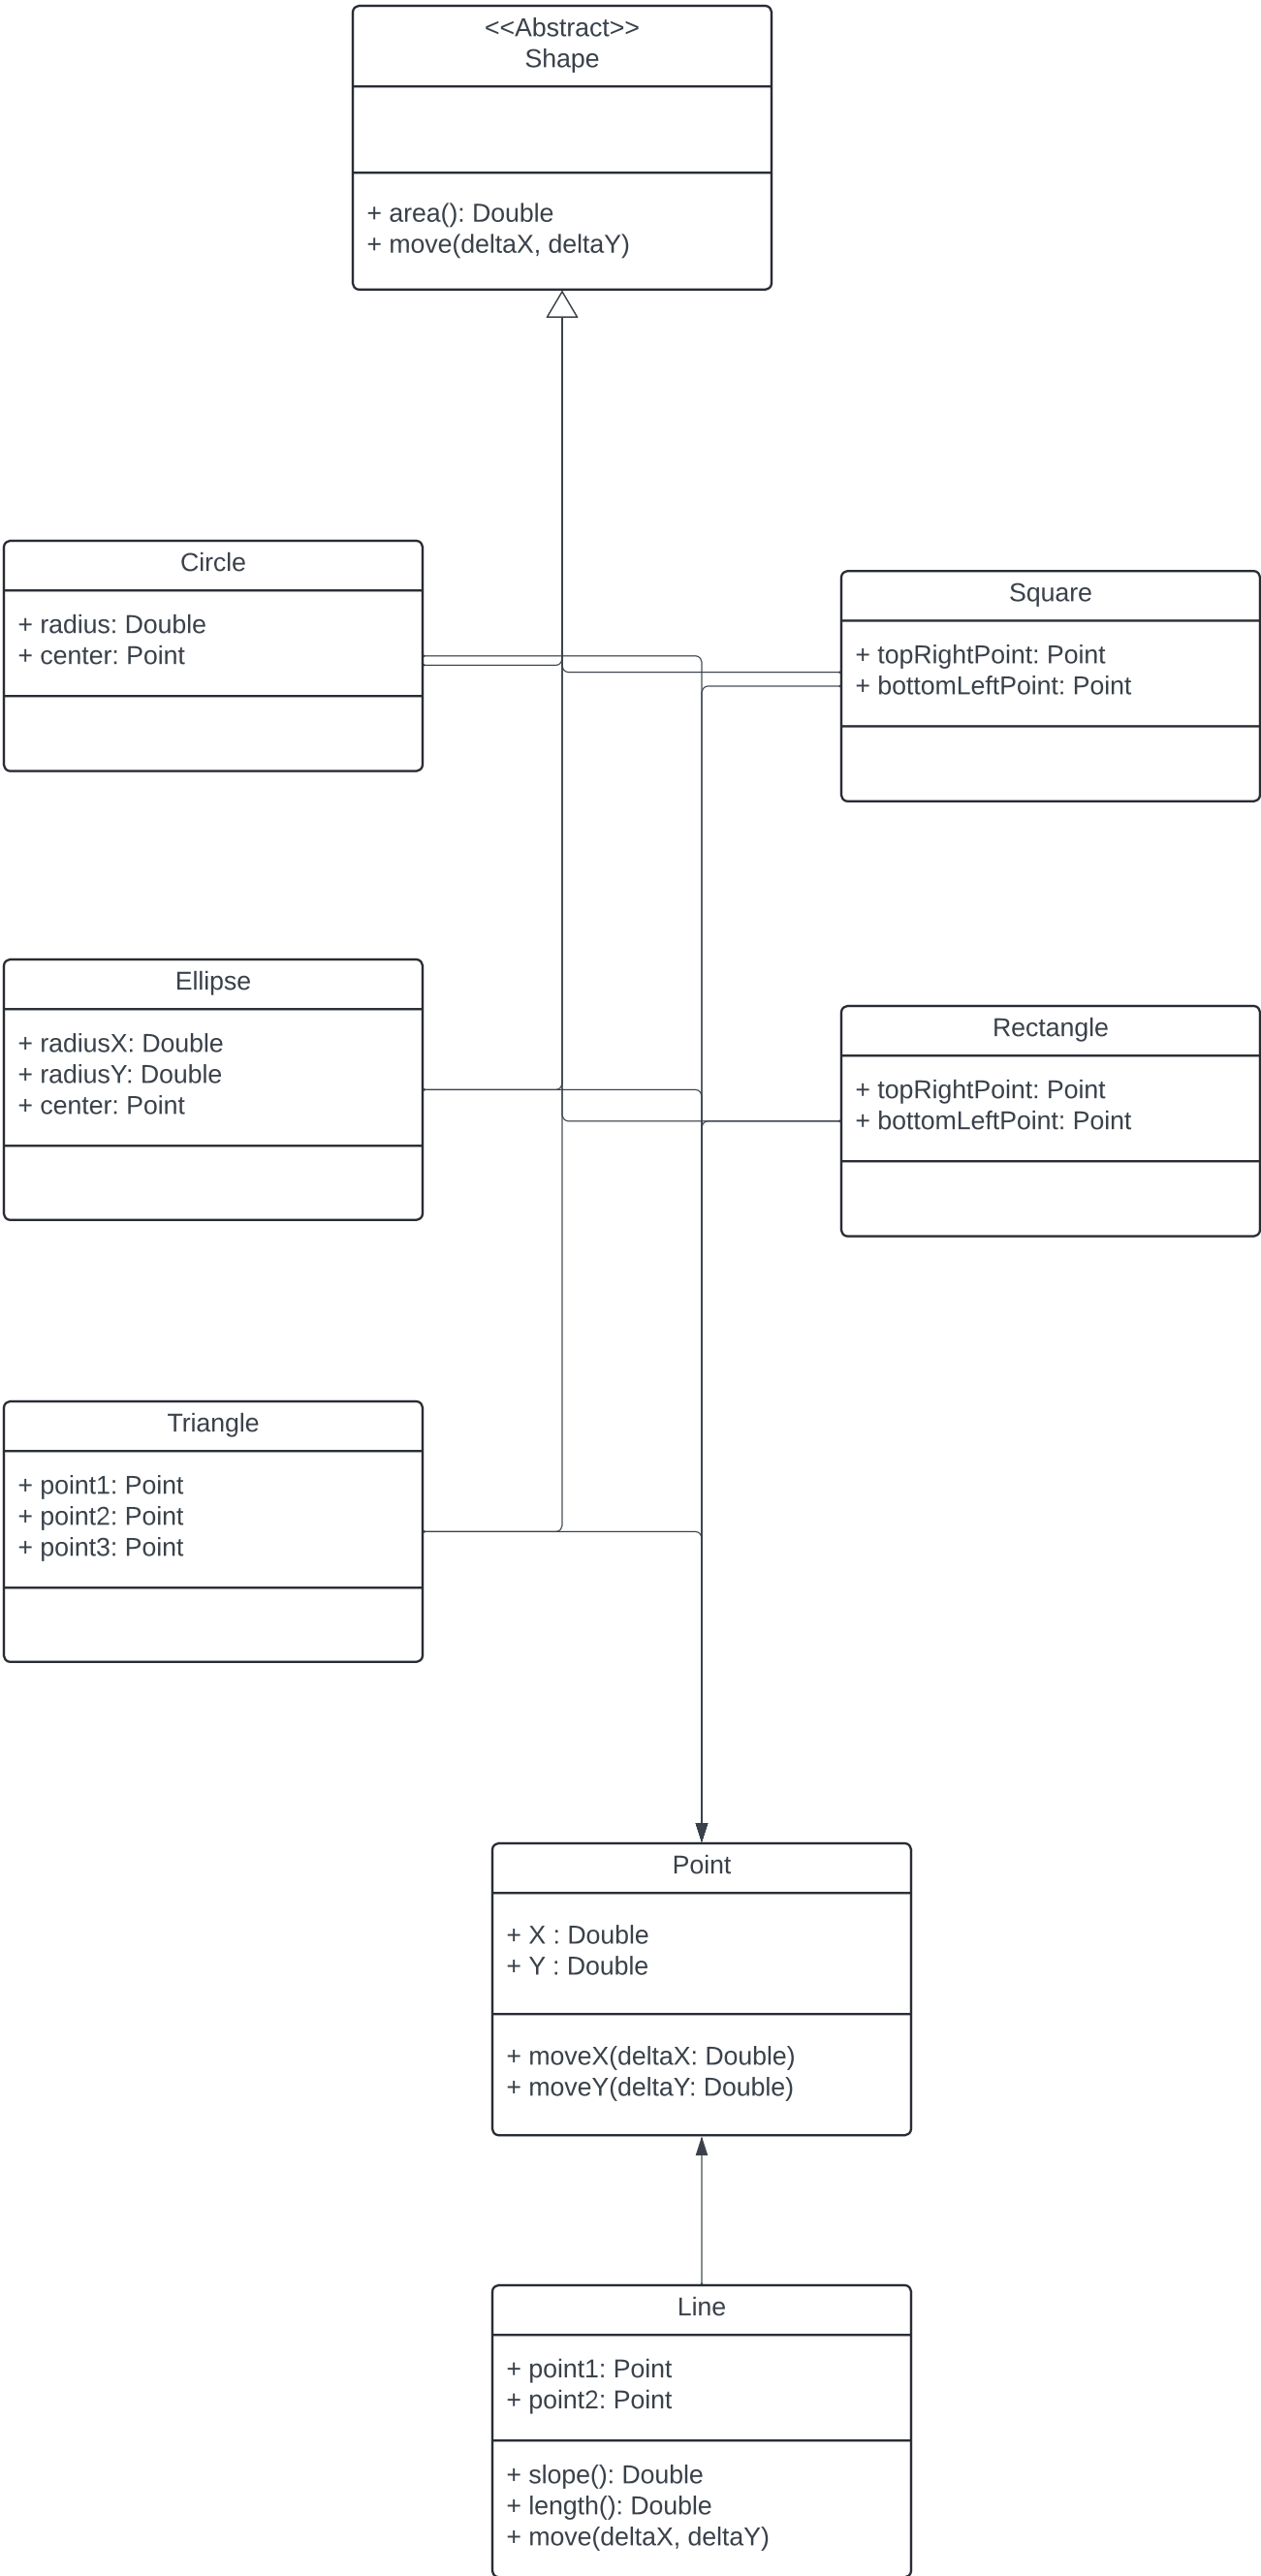 <<Abstract>>
Shape
+ area(): Double
+ move(deltaX, deltaY)
Circle
+ radius: Double
+ center: Point
Square
+ topRightPoint: Point
+ bottomLeftPoint: Point
Ellipse
+ radiusX: Double
+ radiusY: Double
+ center: Point
Rectangle
+ topRightPoint: Point
+ bottomLeftPoint: Point
Triangle
+ point1: Point
+ point2: Point
+ point3: Point
Point
+ X : Double
+ Y : Double
+ moveX(deltaX: Double)
+ moveY(deltaY: Double)
Line
+ point1: Point
+ point2: Point
+ slope(): Double
+ length(): Double
+ move(deltaX, deltaY)